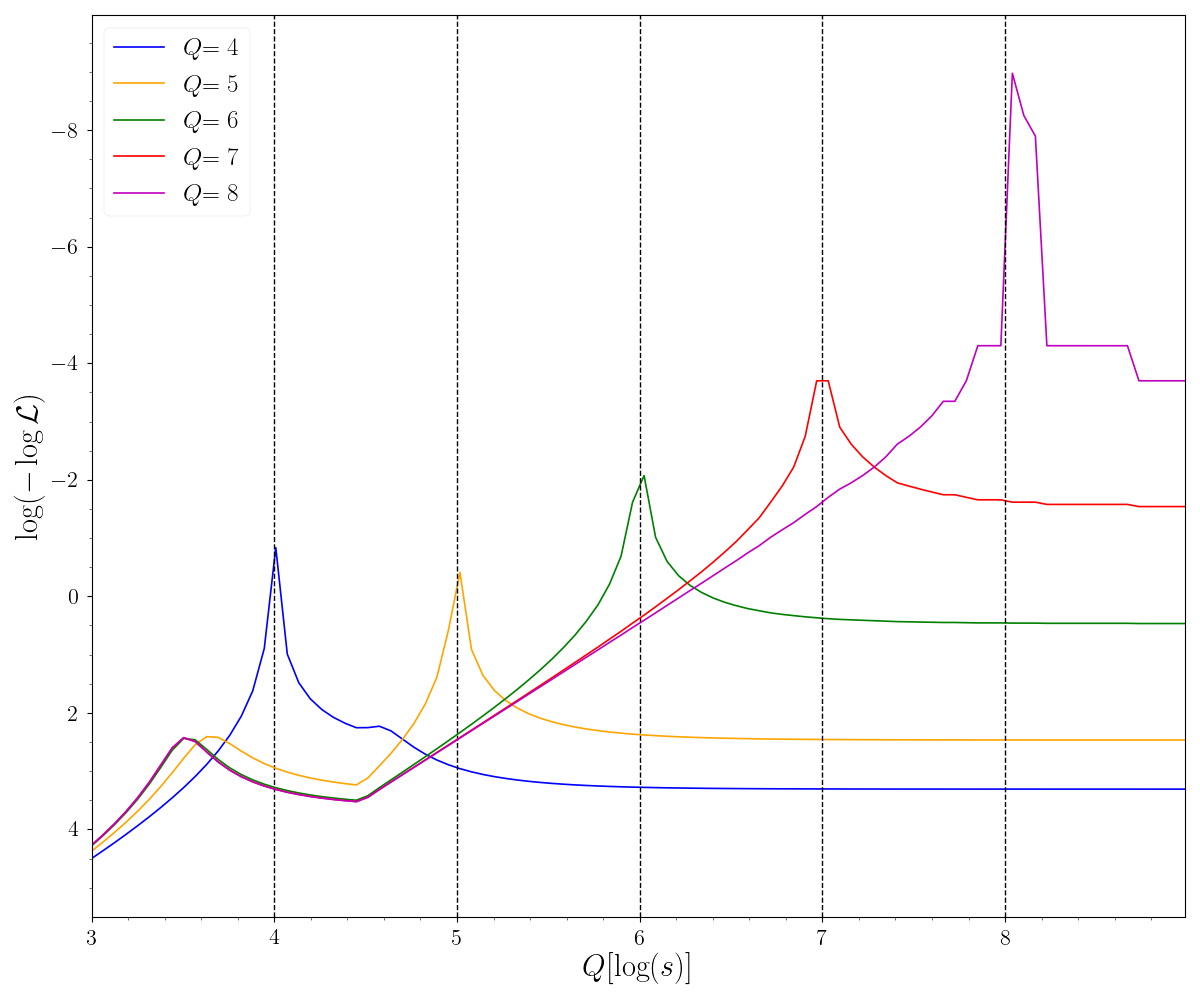 Q= 4
Q= 5
Q= 6
Q= 7
Q= 8
−8
−6
−4
−2
0
2
4
log(− log ℒ)
3 4 5 6 7 8
Q[log(s)]